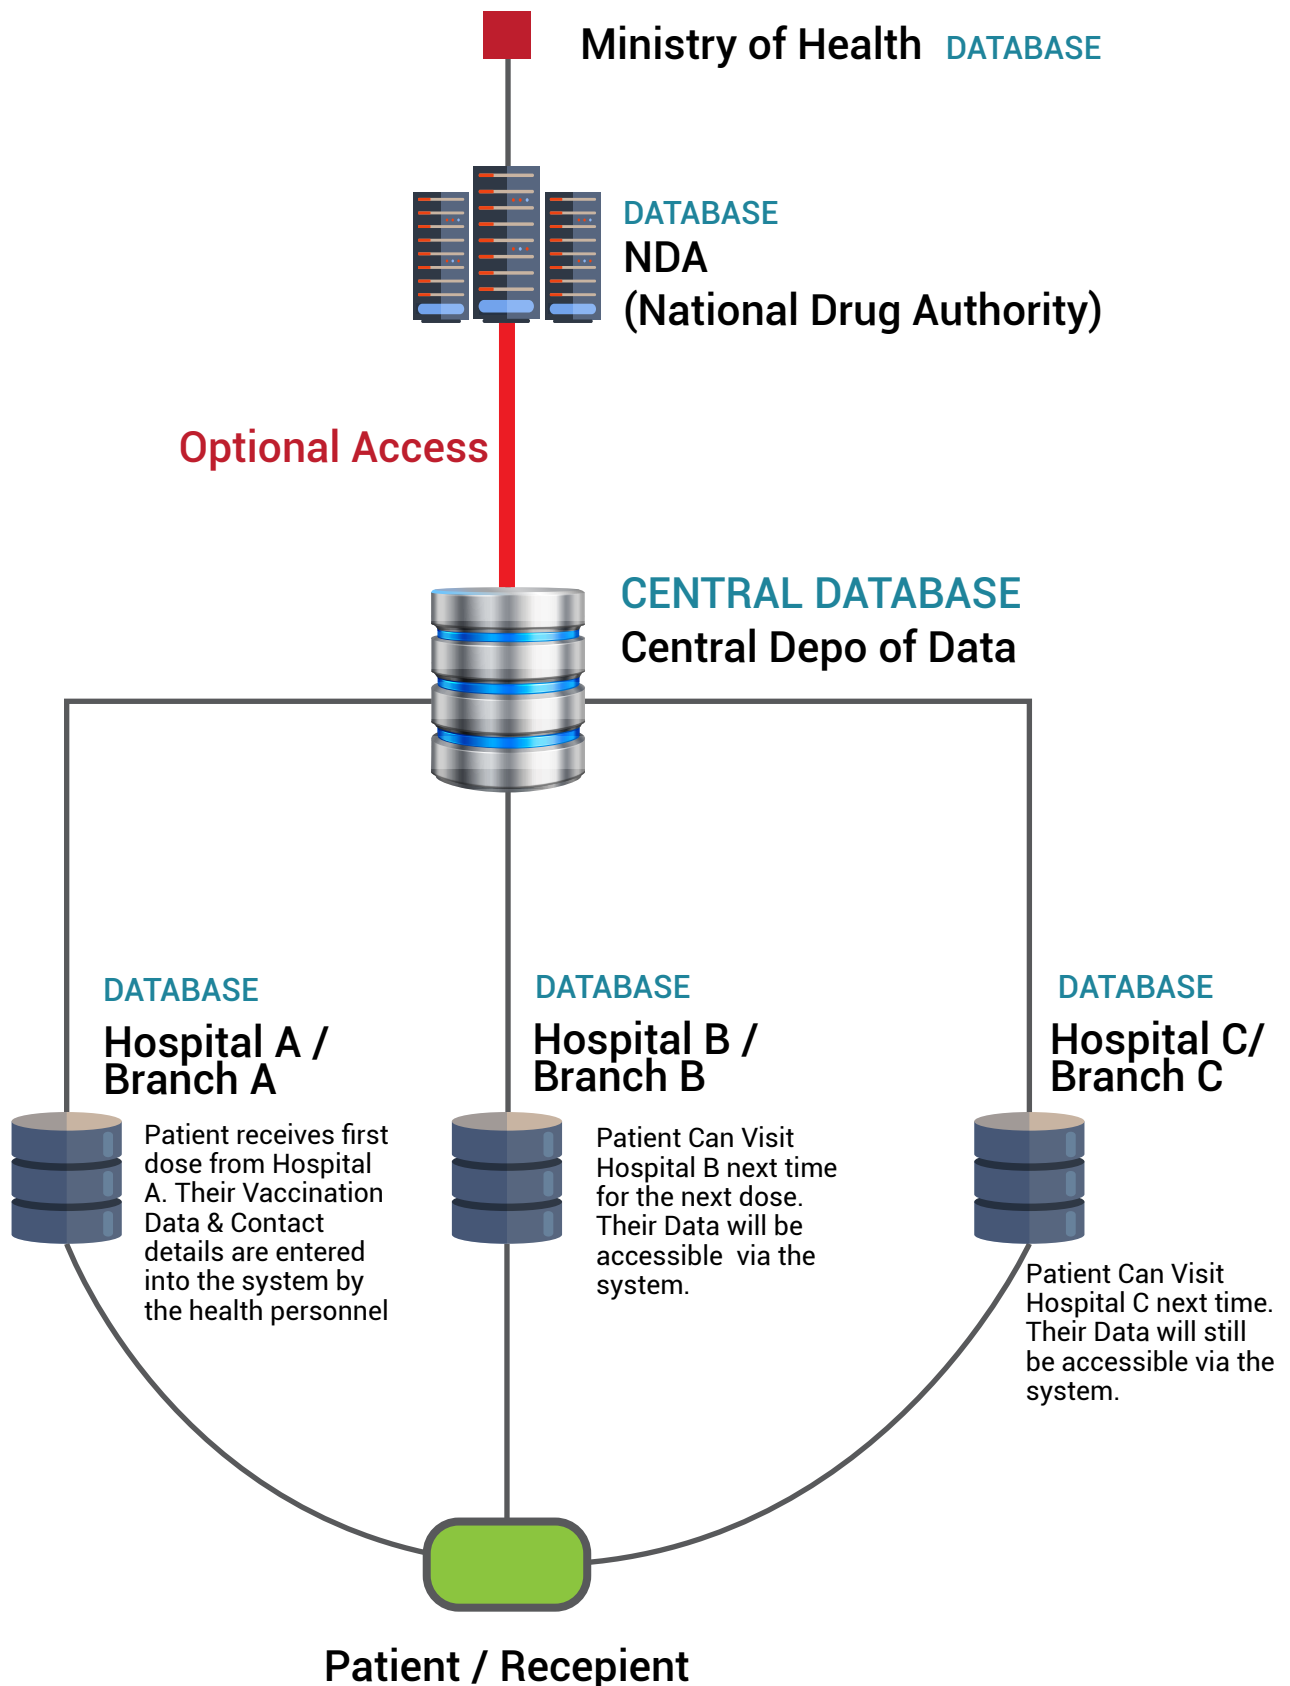 Ministry of Health DATABASE
DATABASE
NDA
(National Drug Authority)
Optional Access
CENTRAL DATABASE
Central Depo of Data
DATABASE
Hospital A /
Branch A
Patient receives first
dose from Hospital
A. Their Vaccination
Data & Contact
details are entered
into the system by
the health personnel
DATABASE
Hospital B /
Branch B
Patient Can Visit
Hospital B next time
for the next dose.
Their Data will be
accessible via the
system.
DATABASE
Hospital C/
Branch C
Patient Can Visit
Hospital C next time.
Their Data will still
be accessible via the
system.
Patient / Recepient